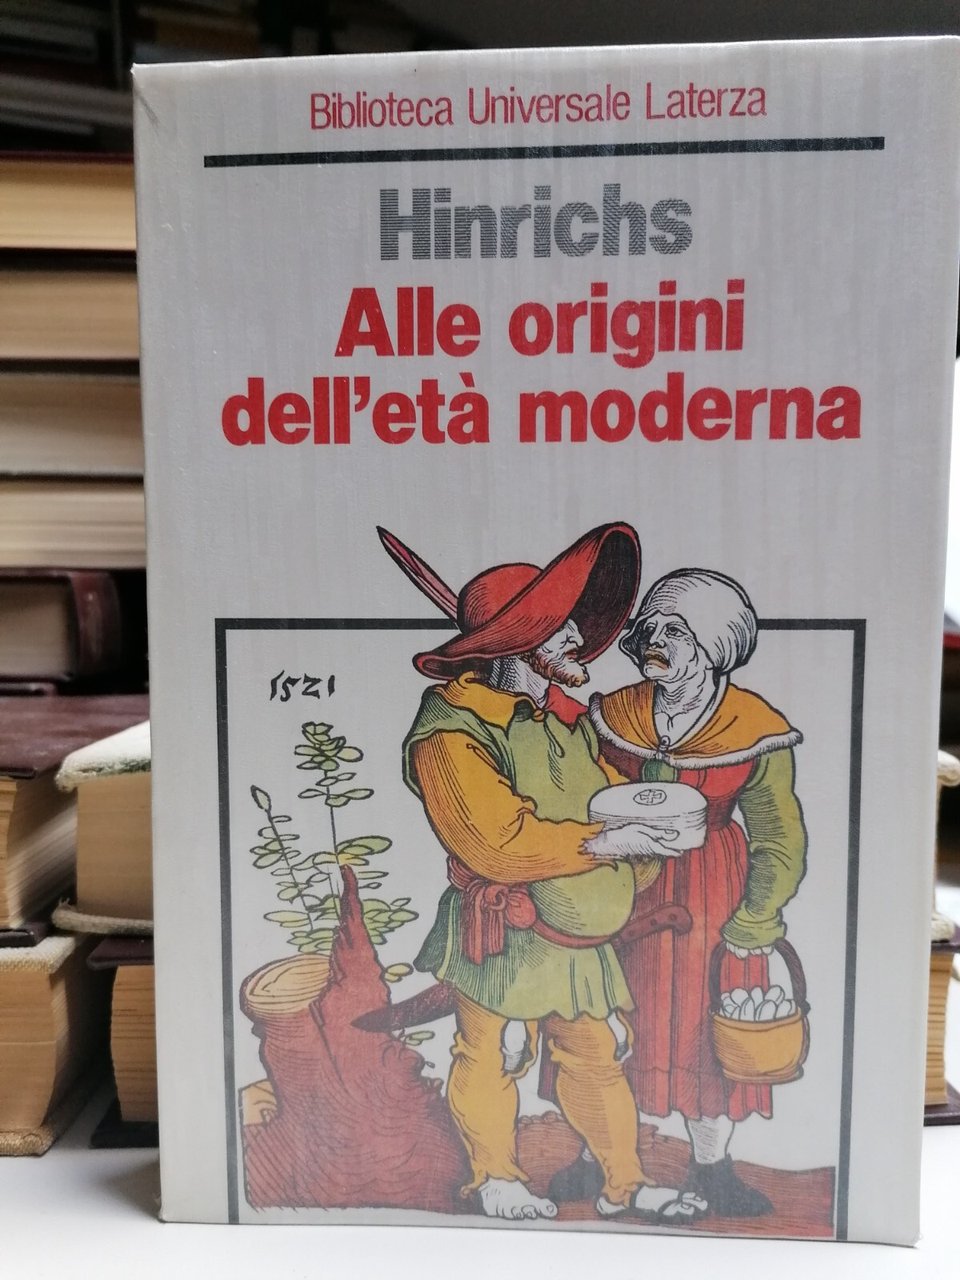 Biblioteca Universale Laterza
Hinrichs
Alle origini
dell'età moderna
1521